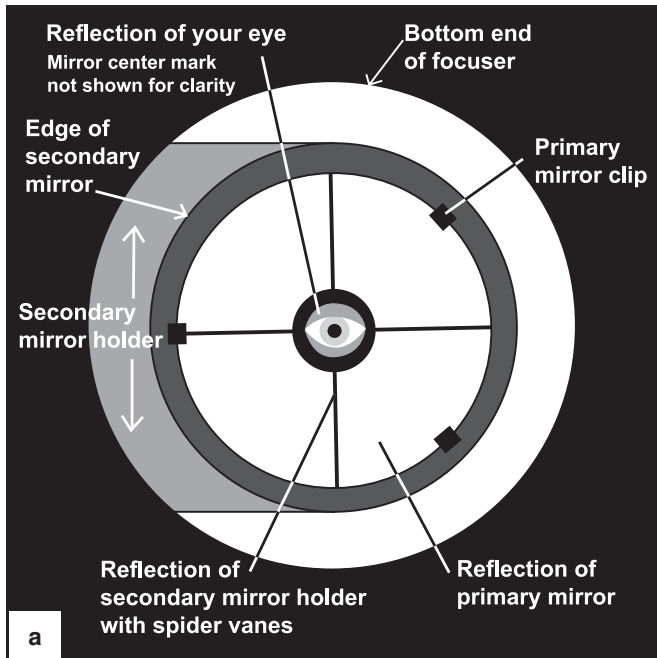 Reflection of your eye
Mirror center mark
not shown for clarity
Bottom end
of focuser
Edge of
secondary
mirror
Primary
mirror clip
Secondary
mirror holder
Reflection of
secondary mirror holder
with spider vanes
Reflection of
primary mirror
a